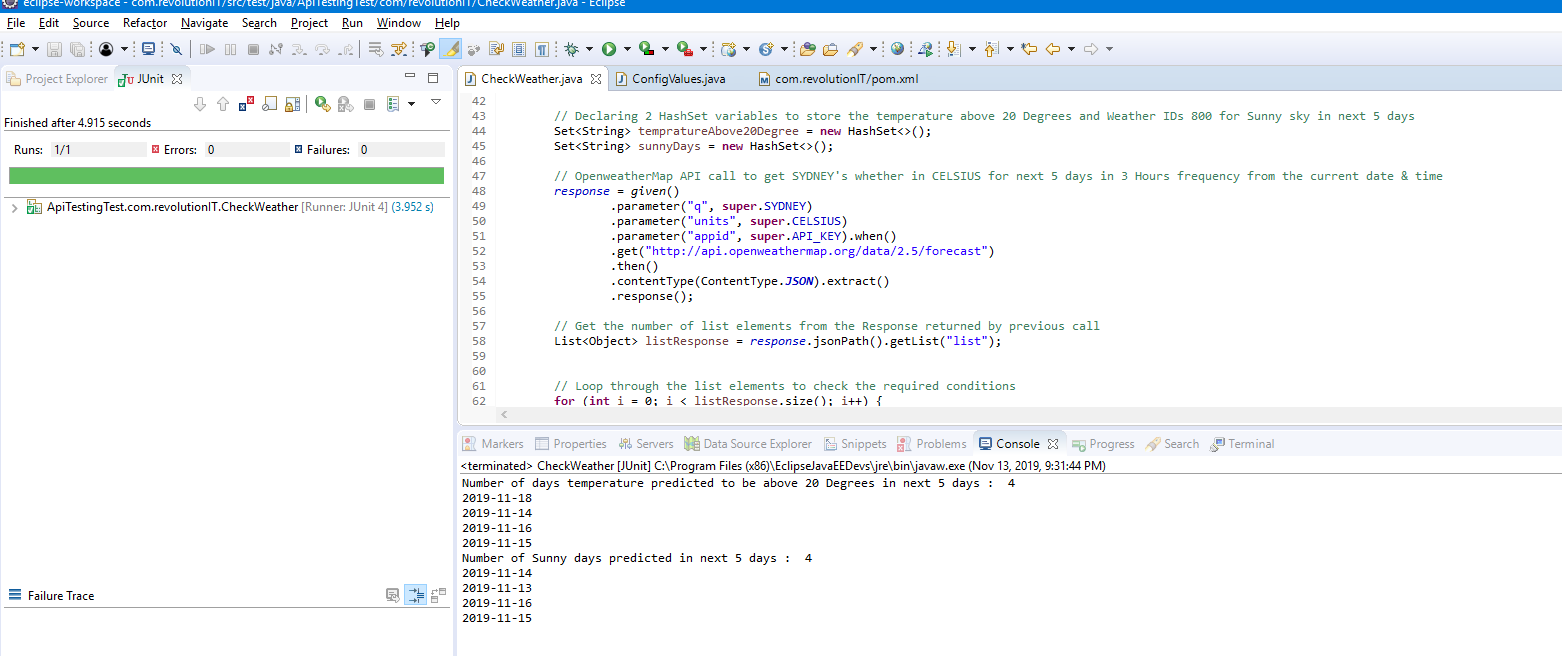 eclipse-workspace - com.revolutionIT/src/test/java/ApiTestingTest/com/revolutionIT/CheckWeather.java - Eclipse
File Edit Source Refactor Navigate Search Project Run Window Help
Project Explorer JUnit
Finished after 4.915 seconds
Runs: 1/1 Errors: 0 Failures: 0
ApiTestingTest.com.revolutionIT.CheckWeather [Runner: JUnit 4] (3.952 s)
Failure Trace
CheckWeather.java ConfigValues.java com.revolutionIT/pom.xml
42
43 // Declaring 2 HashSet variables to store the temperature above 20 Degrees and Weather IDs 800 for Sunny sky in next 5 days
44 Set<String> tempratureAbove20Degree = new HashSet<>();
45 Set<String> sunnyDays = new HashSet<>();
46
47 // OpenweatherMap API call to get SYDNEY's whether in CELSIUS for next 5 days in 3 Hours frequency from the current date & time
48 response = given()
49 .parameter("q", super.SYDNEY)
50 .parameter("units", super.CELSIUS)
51 .parameter("appid", super.API_KEY).when()
52 .get("http://api.openweathermap.org/data/2.5/forecast")
53 .then()
54 .contentType(ContentType.JSON).extract()
55 .response();
56
57 // Get the number of list elements from the Response returned by previous call
58 List<Object> listResponse = response.jsonPath().getList("list");
59
60
61 // Loop through the list elements to check the required conditions
62 for (int i = 0; i < listResponse.size(); i++) {
Markers Properties Servers Data Source Explorer Snippets Problems Console Progress Search Terminal
<terminated> CheckWeather [JUnit] C:\Program Files (x86)\EclipseJavaEEDevs\jre\bin\javaw.exe (Nov 13, 2019, 9:31:44 PM)
Number of days temperature predicted to be above 20 Degrees in next 5 days :  4
2019-11-18
2019-11-14
2019-11-16
2019-11-15
Number of Sunny days predicted in next 5 days :  4
2019-11-14
2019-11-13
2019-11-16
2019-11-15